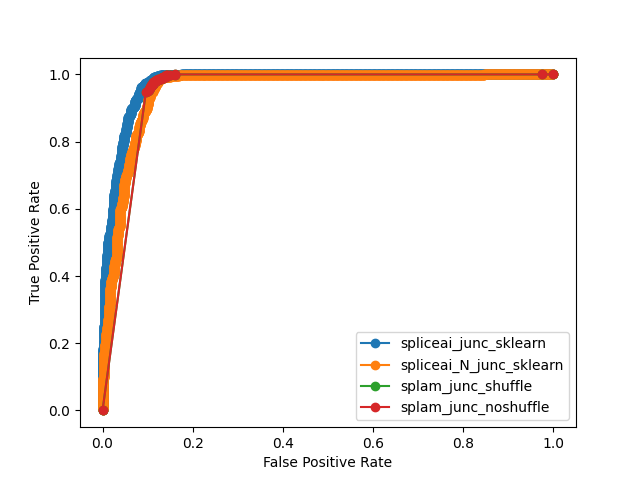 1.0
0.8
0.6
0.4
0.2
0.0
True Positive Rate
0.0 0.2 0.4 0.6 0.8 1.0
False Positive Rate
spliceai_junc_sklearn
spliceai_N_junc_sklearn
splam_junc_shuffle
splam_junc_noshuffle